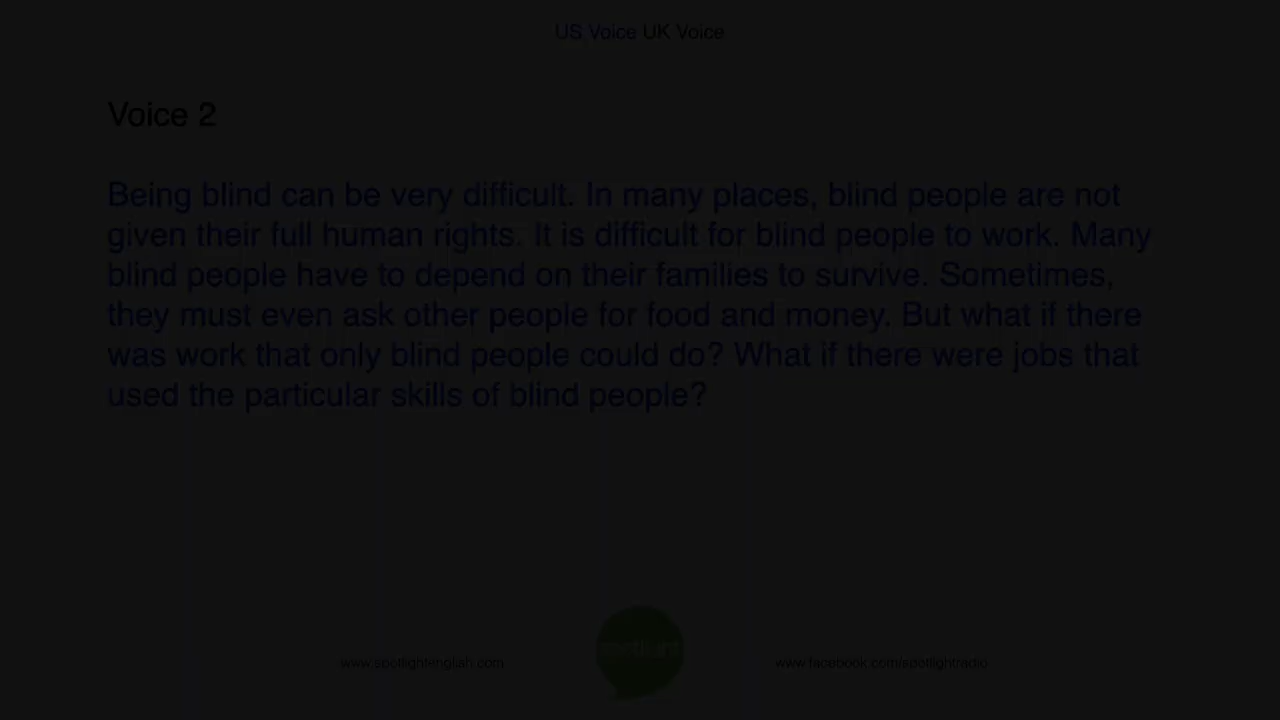 US Voice UK Voice
Voice 2
Being blind can be very difficult. In many places, blind people are not
given their full human rights. It is difficult for blind people to work. Many
blind people have to depend on their families to survive. Sometimes,
they must even ask other people for food and money. But what if there
was work that only blind people could do? What if there were jobs that
used the particular skills of blind people?
spotlight
www.spotlightenglish.com
www.facebook.com/spotlightradio